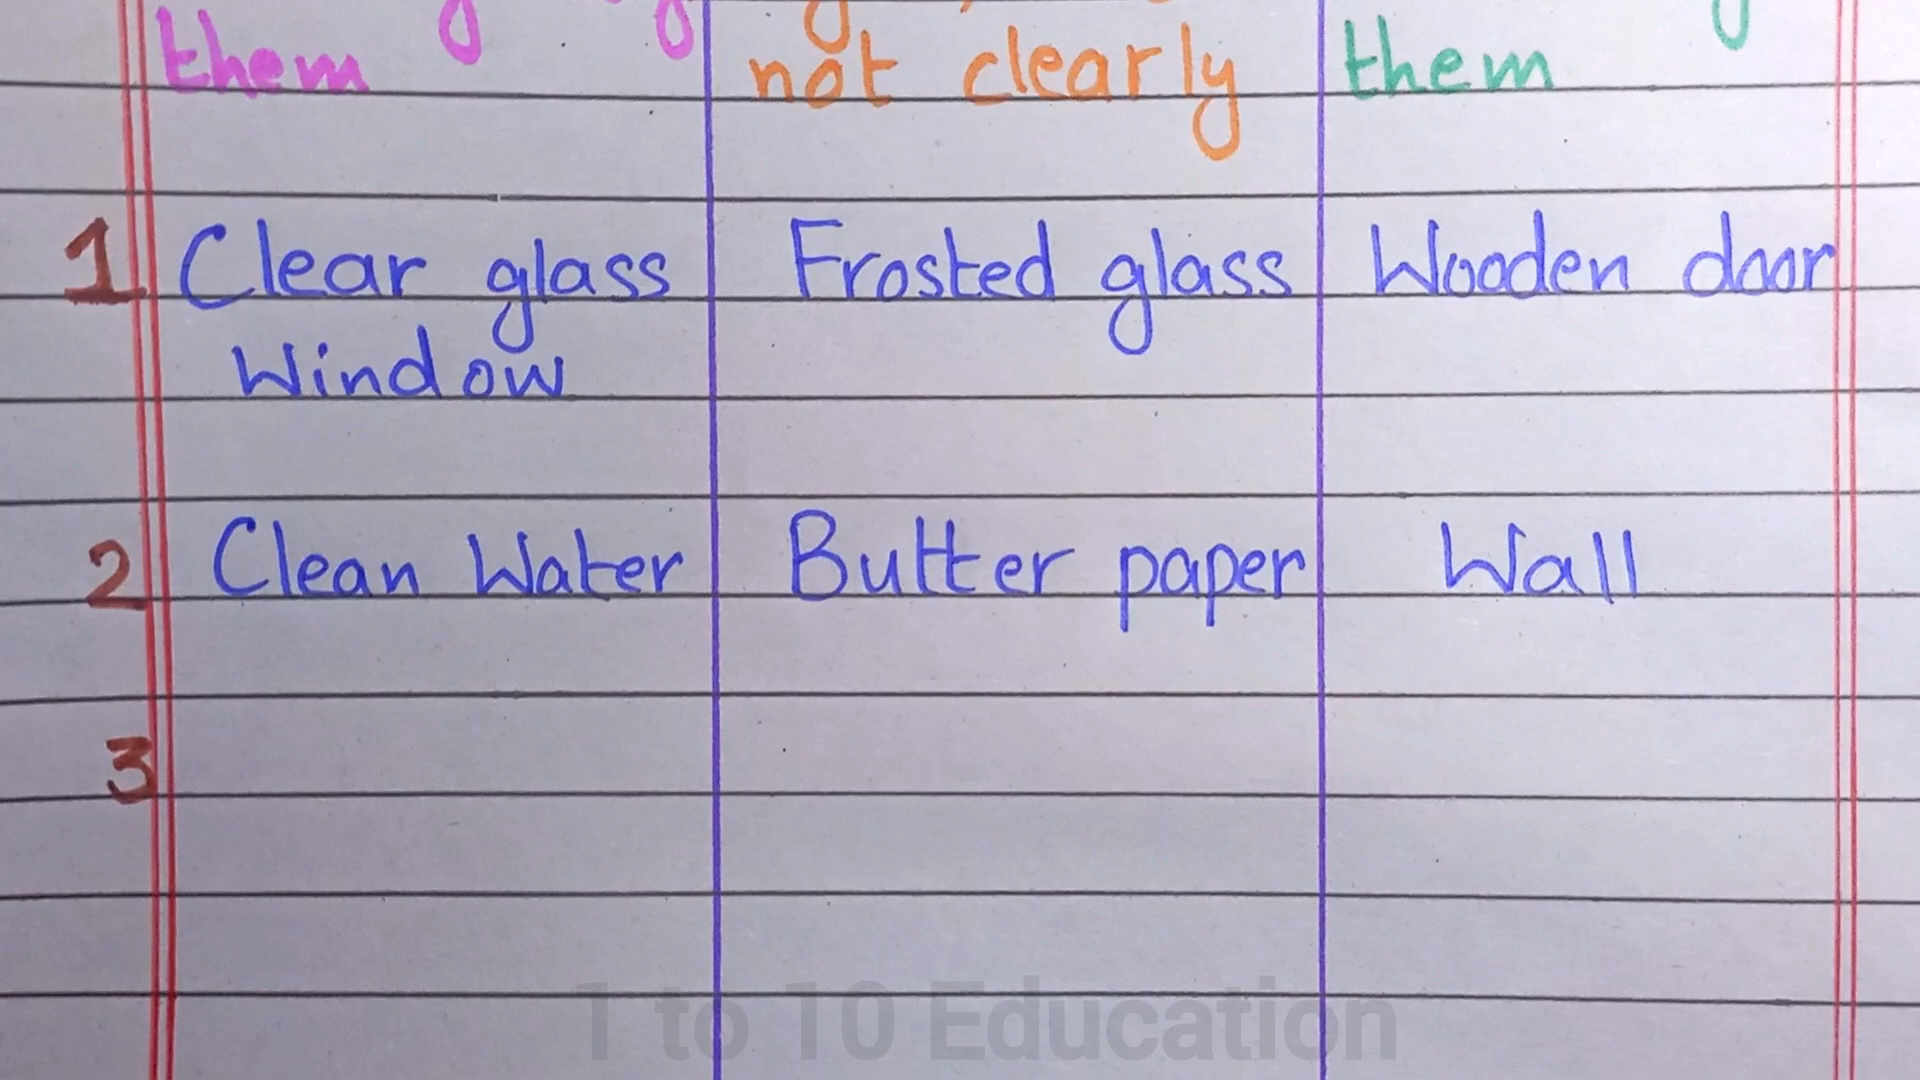 them
not clearly
them
1 Clear glass Window
Frosted glass
Wooden door
2 Clean Water
Butter paper
Wall
3
1 to 10 Education